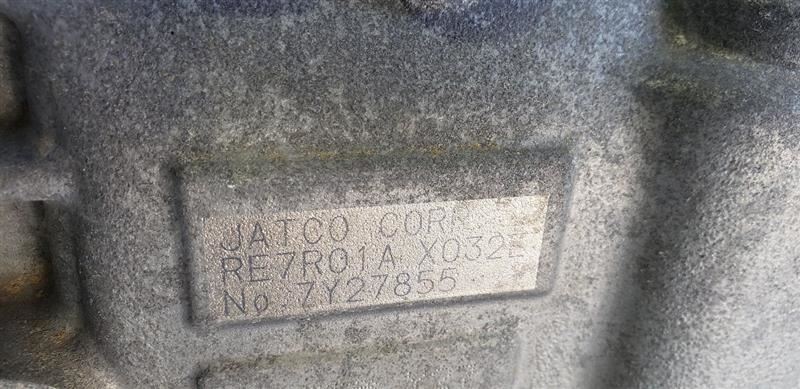 JATCO CORP
RE7R01A X032E
No. 7Y27855